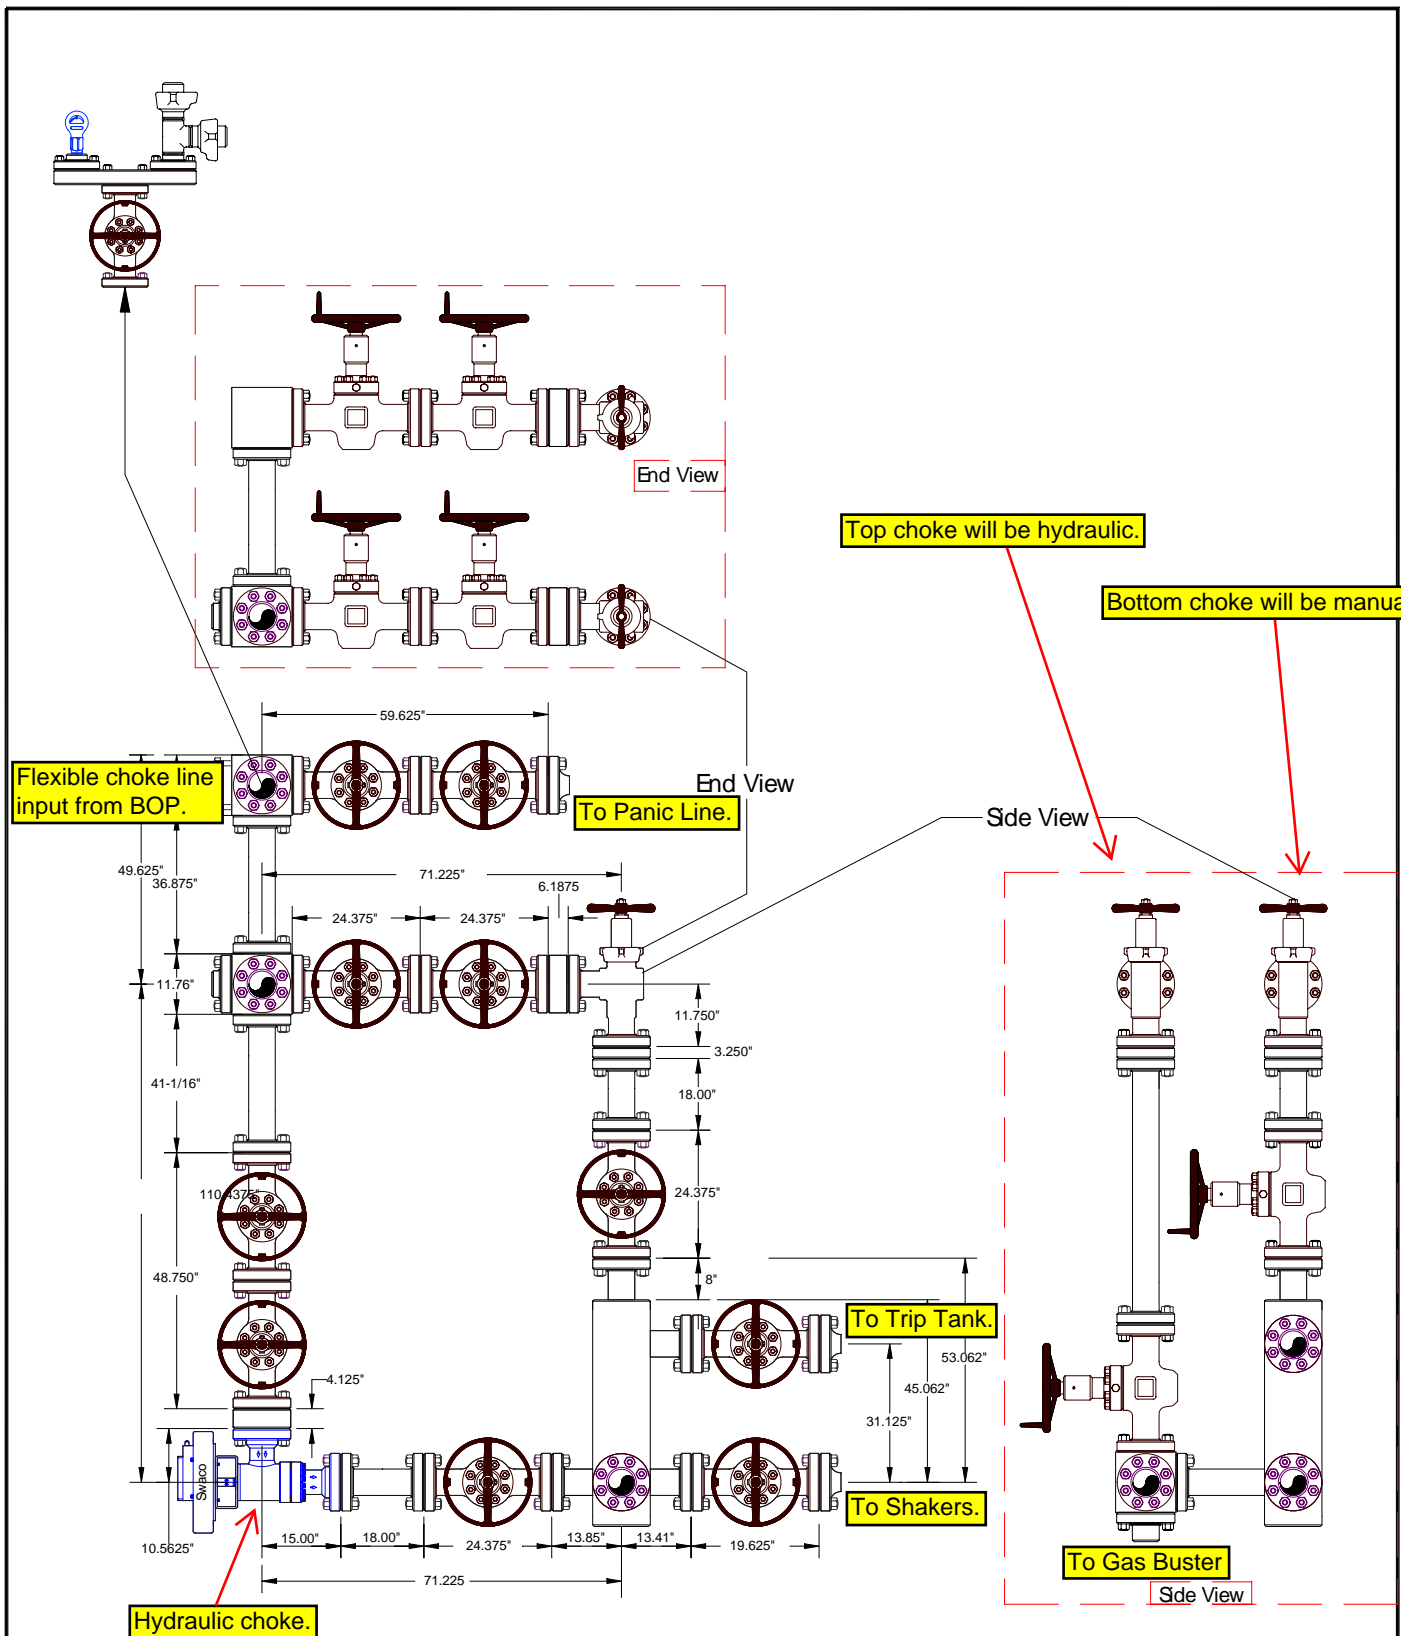 End View
Top choke will be hydraulic.
Bottom choke will be manua
59.625"
Flexible choke line
input from BOP.
End View
To Panic Line.
Side View
49.625"
36.875"
71.225"
6.1875
24.375"
24.375"
11.76"
11.750"
3.250"
41-1/16"
18.00"
110.4375"
24.375"
48.750"
8"
To Trip Tank.
53.062"
4.125"
45.062"
31.125"
Swaco
To Shakers.
10.5625"
15.00"
18.00"
24.375"
13.85"
13.41"
19.625"
To Gas Buster
71.225
Side View
Hydraulic choke.